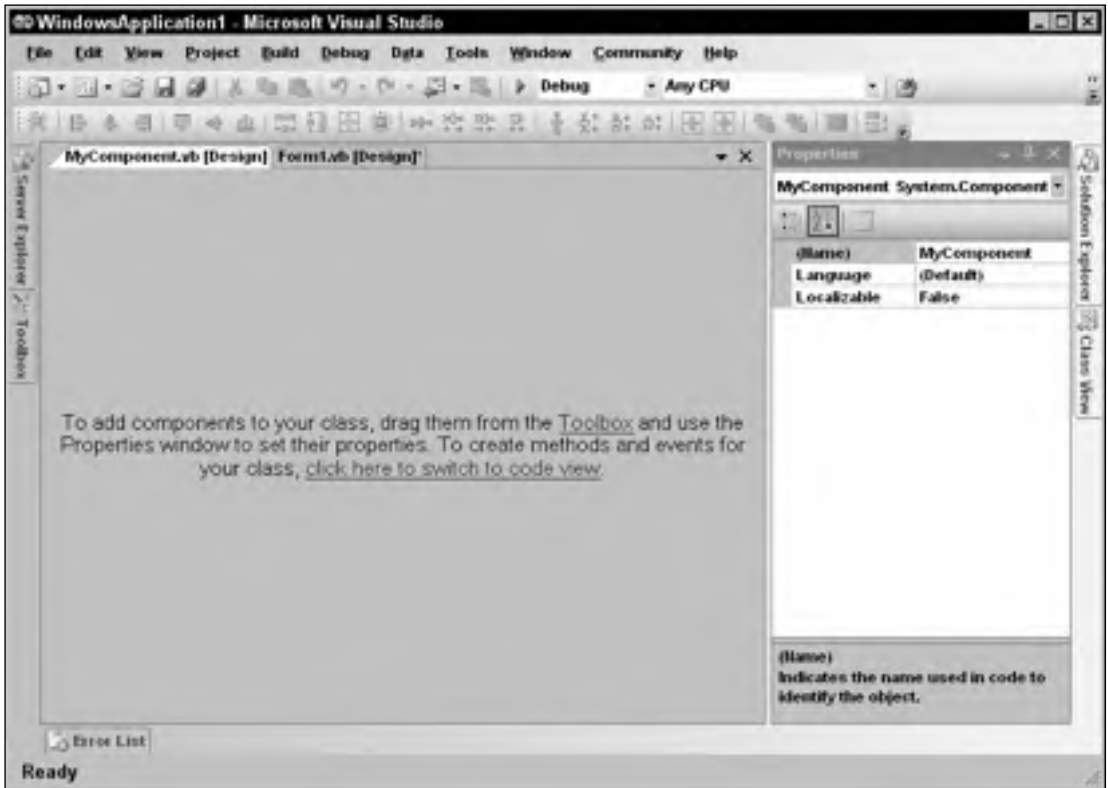 WindowsApplication1 - Microsoft Visual Studio
File Edit View Project Build Debug Data Tools Window Community Help
Debug Any CPU
MyComponent.vb [Design] Form1.vb [Design]*
Properties
MyComponent System.Component
(Name) MyComponent
Language (Default)
Localizable False
Server Explorer
Toolbox
Solution Explorer
Class View
To add components to your class, drag them from the Toolbox and use the
Properties window to set their properties. To create methods and events for
your class, click here to switch to code view.
(Name)
Indicates the name used in code to
identify the object.
Error List
Ready